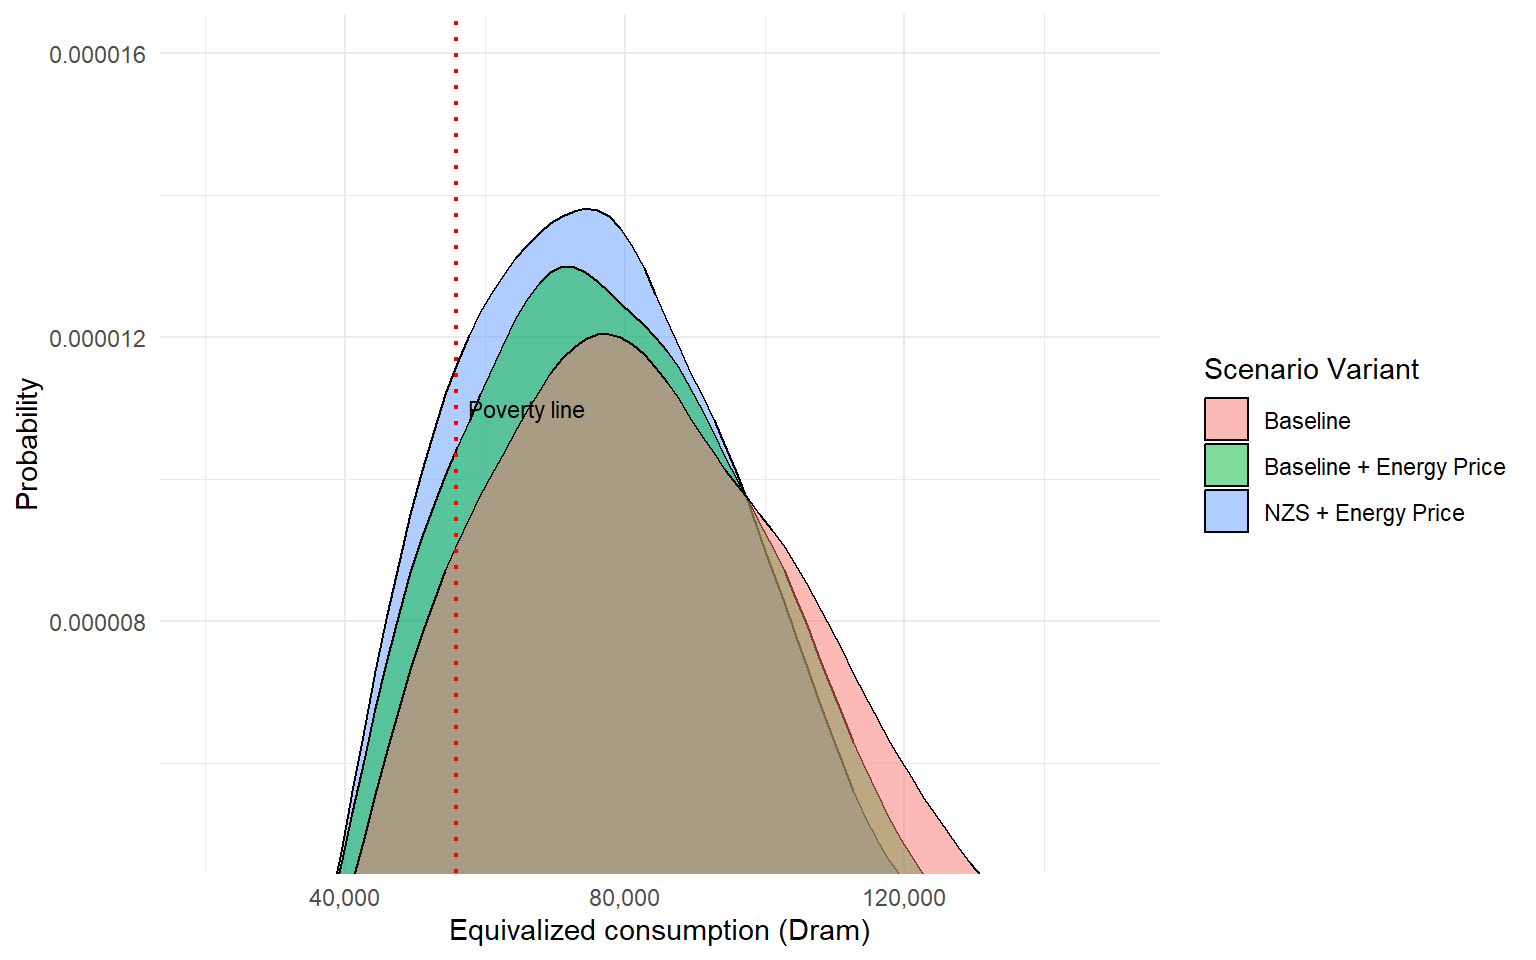 0.000016
0.000012
0.000008
Probability
Poverty line
40,000
80,000
120,000
Equivalized consumption (Dram)
Scenario Variant
Baseline
Baseline + Energy Price
NZS + Energy Price